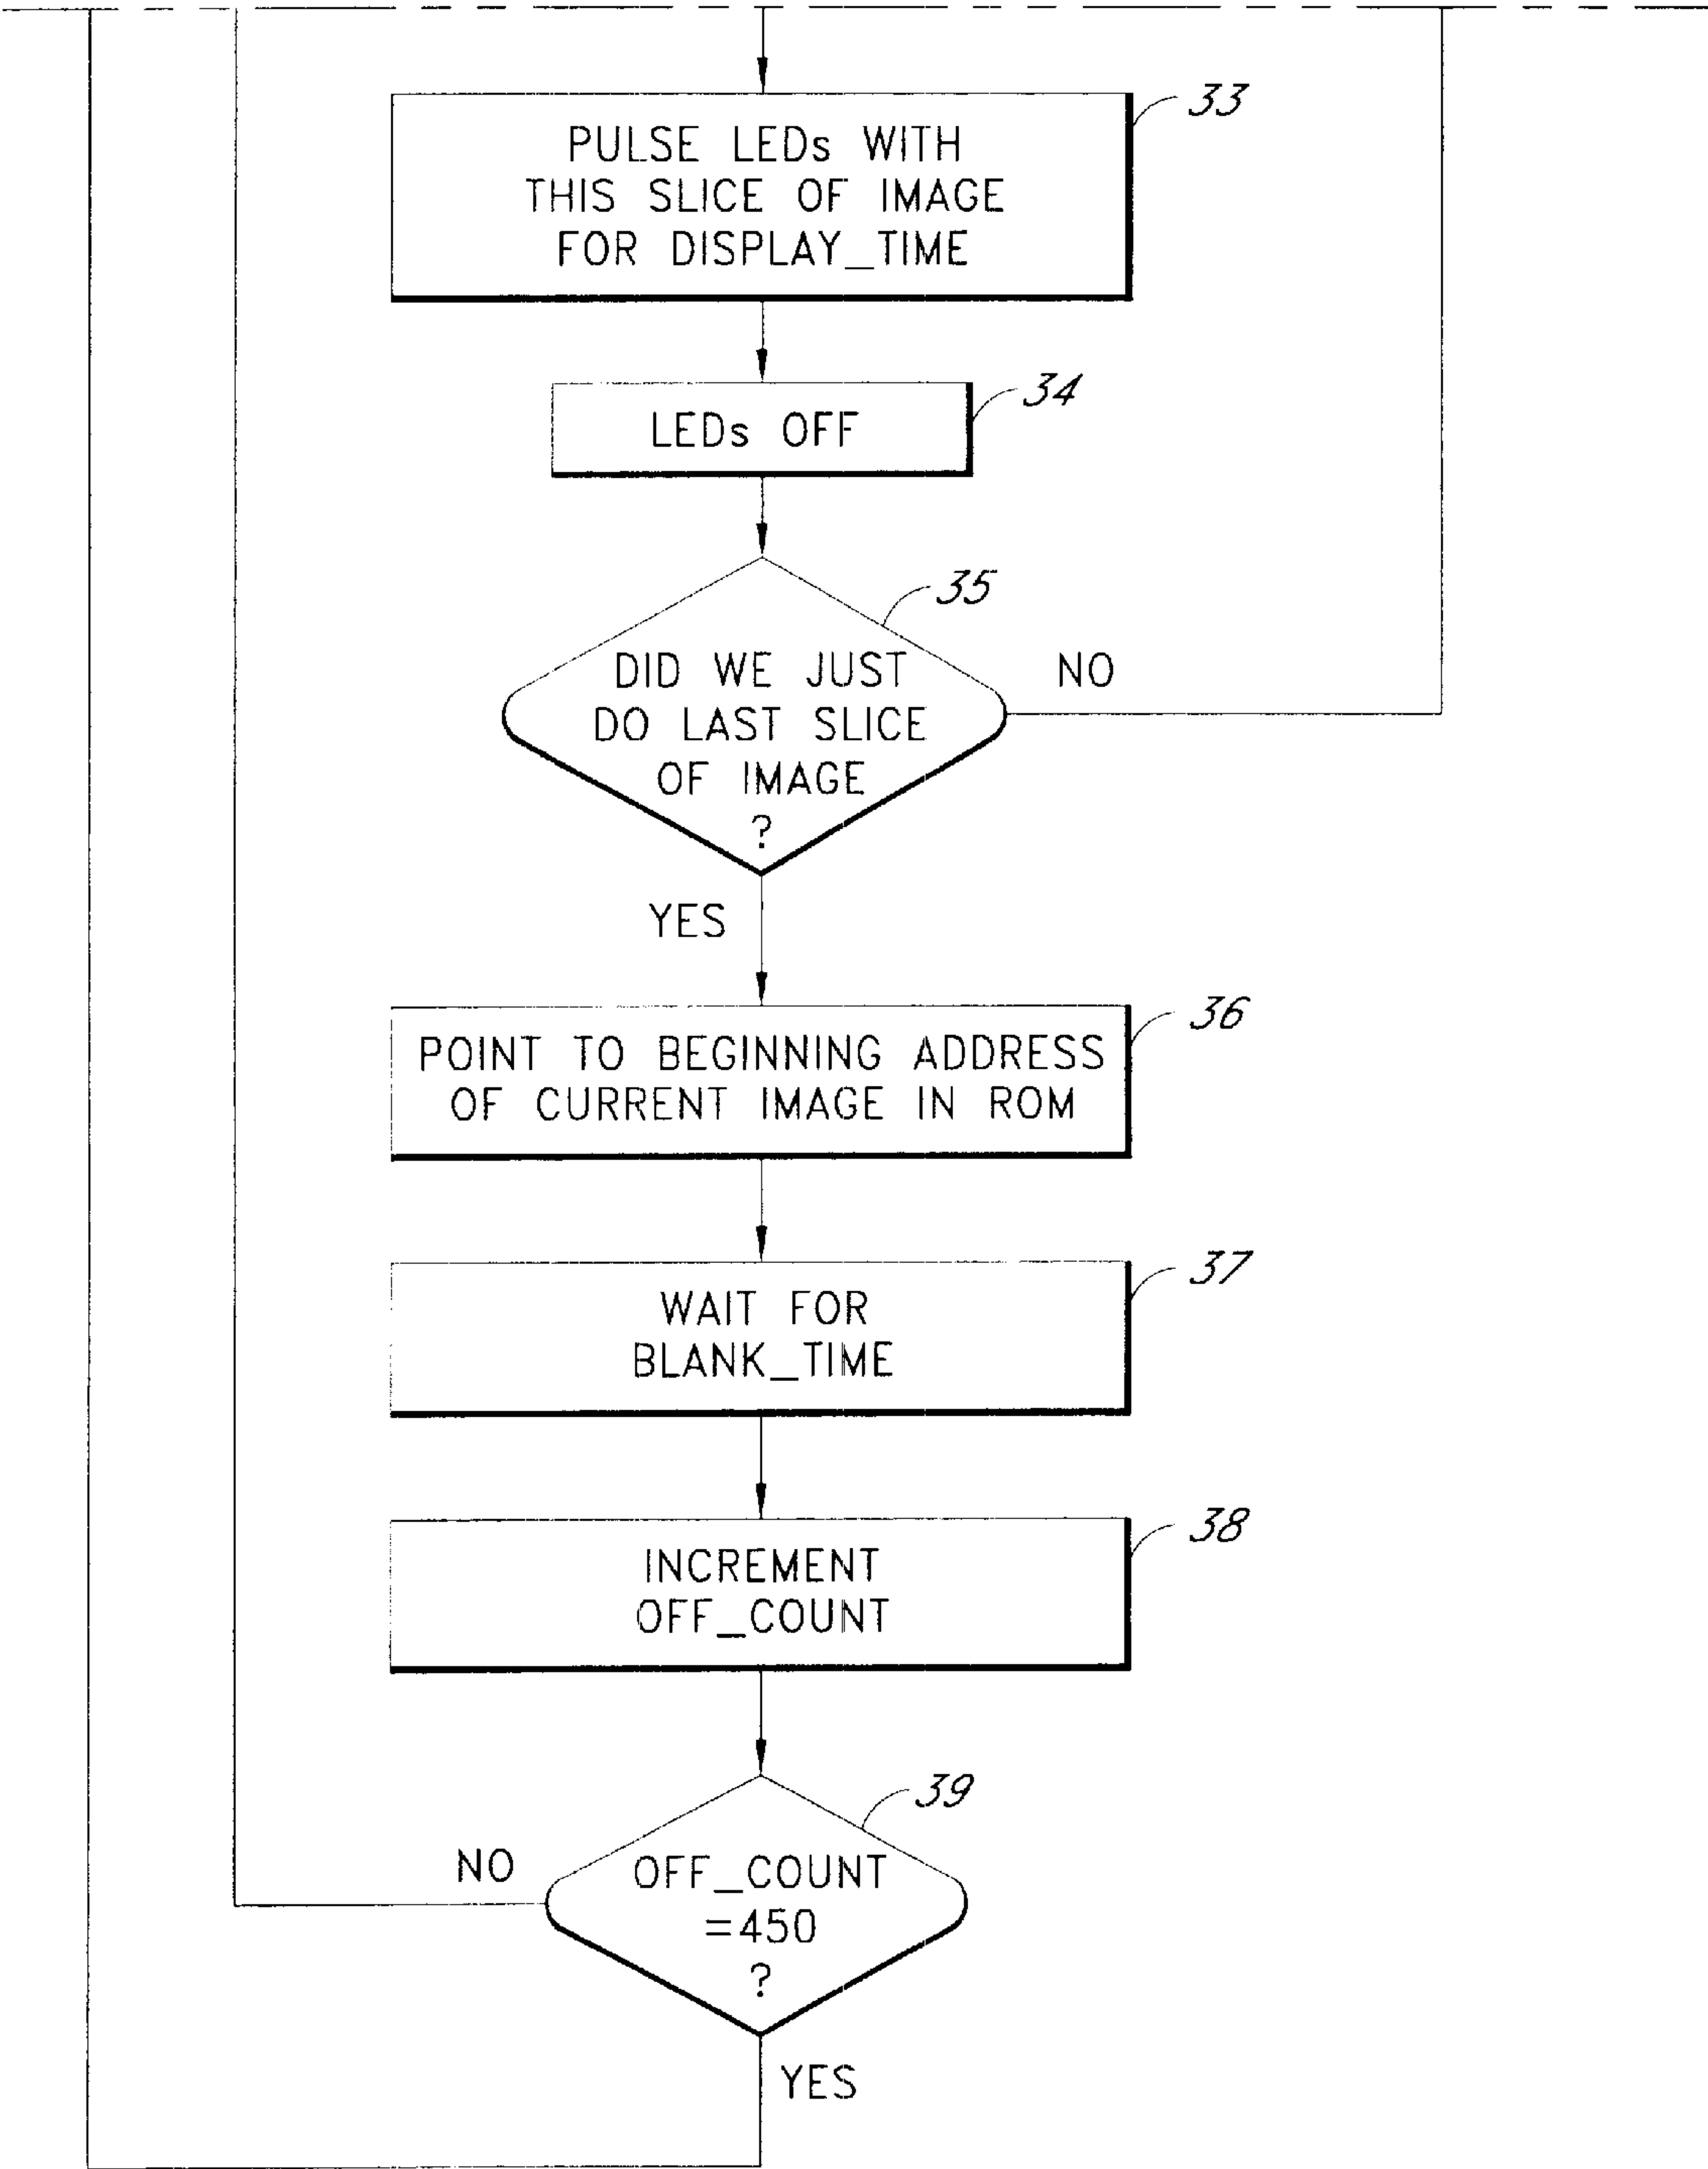 33
PULSE LEDs WITH
THIS SLICE OF IMAGE
FOR DISPLAY_TIME
34
LEDs OFF
35
DID WE JUST
DO LAST SLICE
OF IMAGE
?
NO
YES
36
POINT TO BEGINNING ADDRESS
OF CURRENT IMAGE IN ROM
37
WAIT FOR
BLANK_TIME
38
INCREMENT
OFF_COUNT
39
NO
OFF_COUNT
=450
?
YES